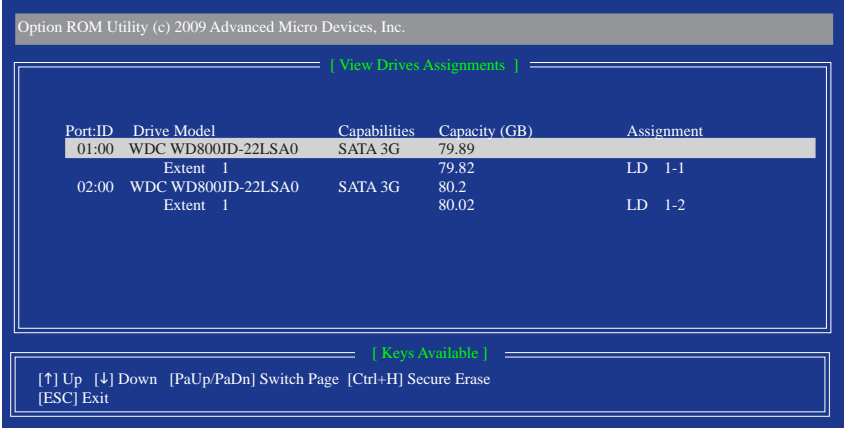 Option ROM Utility (c) 2009 Advanced Micro Devices, Inc.
[ View Drives Assignments ]
Port:ID Drive Model Capabilities Capacity (GB) Assignment
01:00 WDC WD800JD-22LSA0 SATA 3G 79.89
Extent 1 79.82 LD 1-1
02:00 WDC WD800JD-22LSA0 SATA 3G 80.2
Extent 1 80.02 LD 1-2
[ Keys Available ]
[↑] Up [↓] Down [PaUp/PaDn] Switch Page [Ctrl+H] Secure Erase
[ESC] Exit